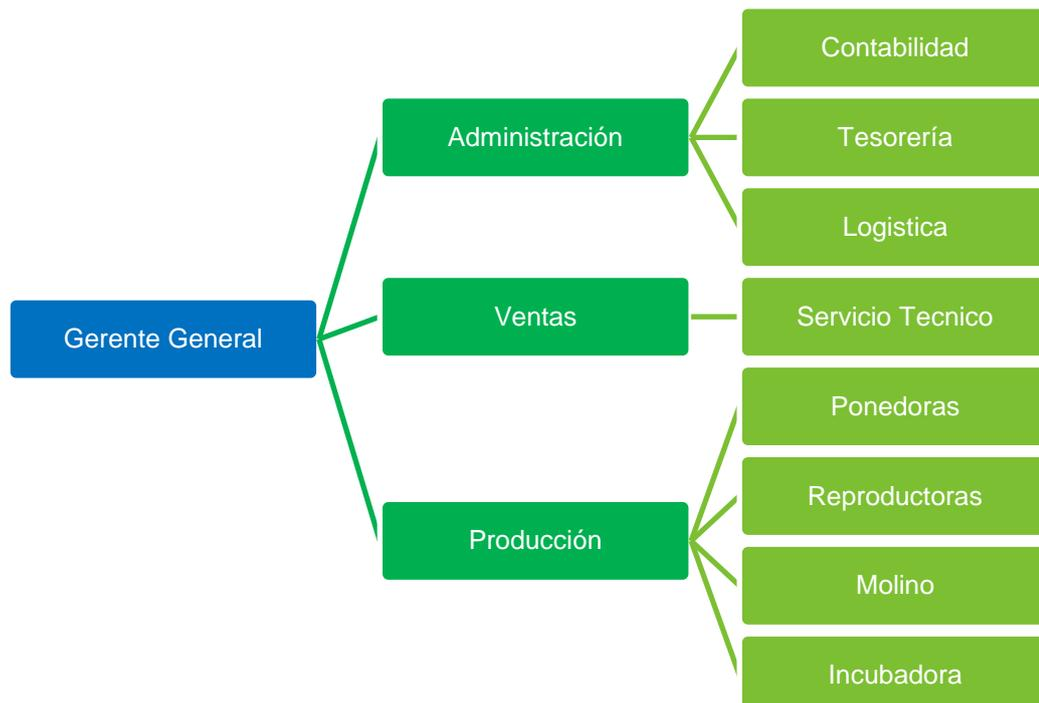 Gerente General
Administración
Contabilidad
Tesorería
Logistica
Ventas
Servicio Tecnico
Producción
Ponedoras
Reproductoras
Molino
Incubadora